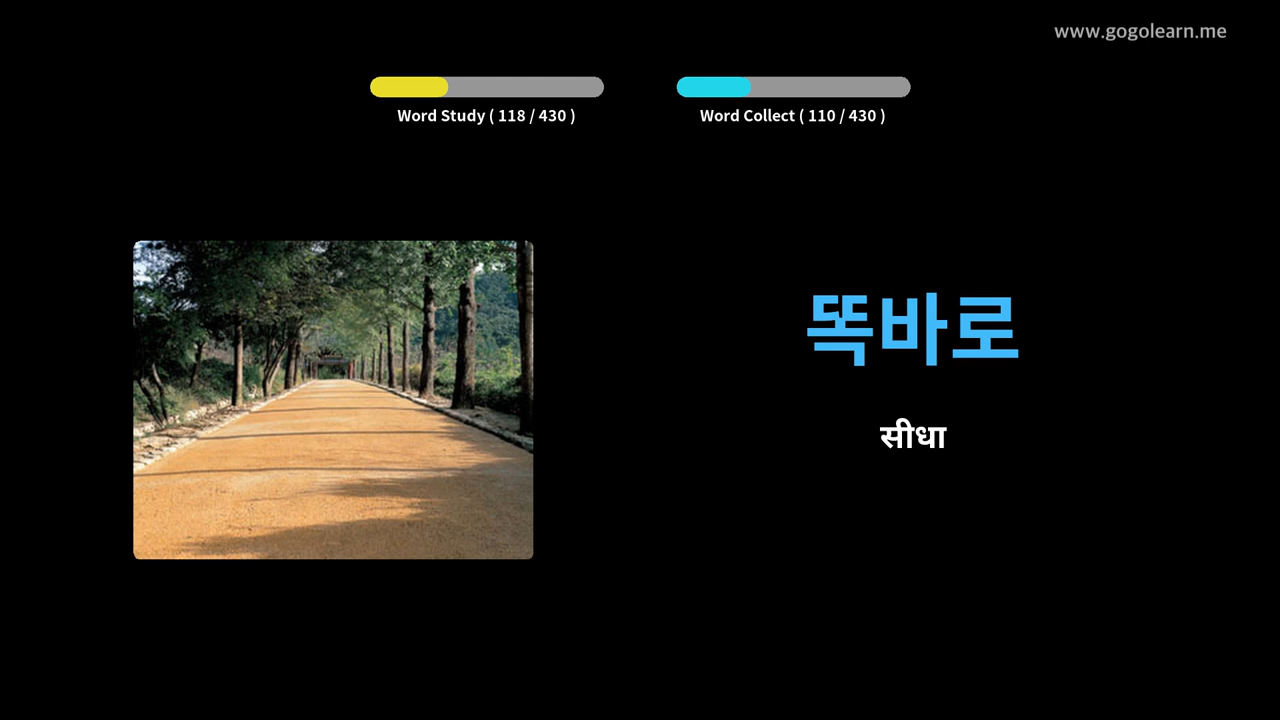 www.gogolearn.me
Word Study ( 118 / 430 )
Word Collect ( 110 / 430 )
똑바로
सीधा